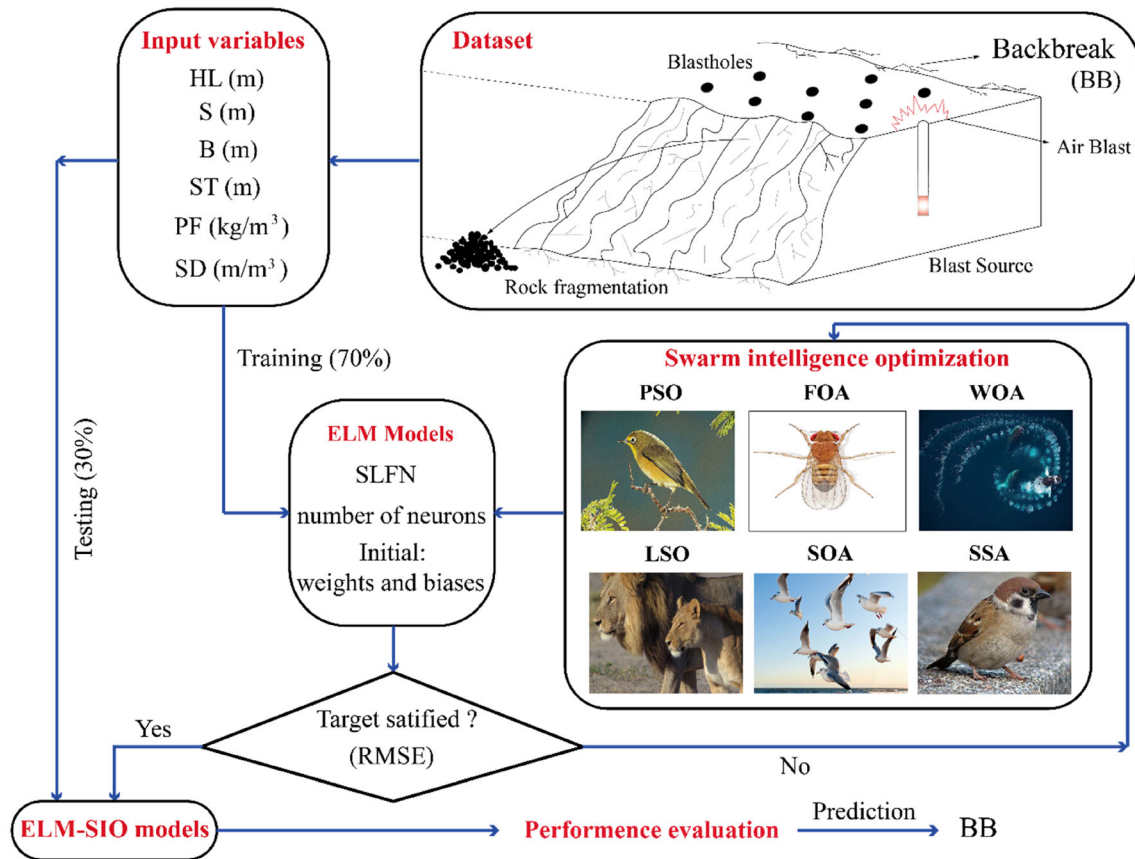 Input variables
HL (m)
S (m)
B (m)
ST (m)
PF (kg/m³)
SD (m/m³)
Dataset
Blastholes
Backbreak
(BB)
Air Blast
Blast Source
Rock fragmentation
Training (70%)
Testing (30%)
ELM Models
SLFN
number of neurons
Initial:
weights and biases
Swarm intelligence optimization
PSO FOA WOA
LSO SOA SSA
Target satified ?
(RMSE)
Yes
No
ELM-SIO models
Performence evaluation
Prediction
BB